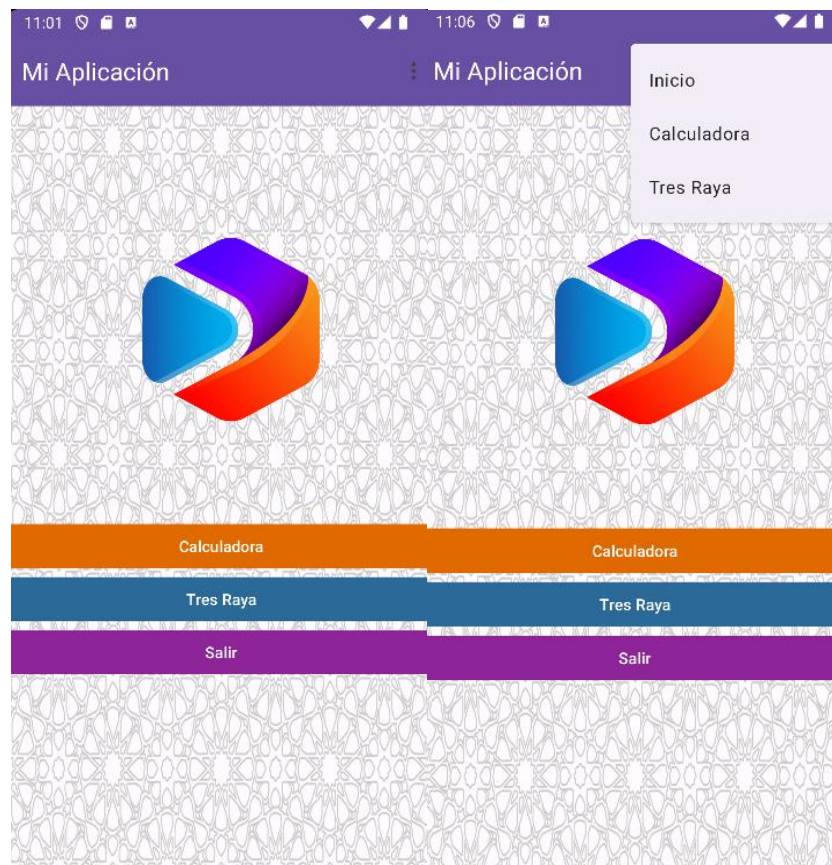 11:01
Mi Aplicación
Calculadora
Tres Raya
Salir
11:06
Mi Aplicación
Inicio
Calculadora
Tres Raya
Calculadora
Tres Raya
Salir